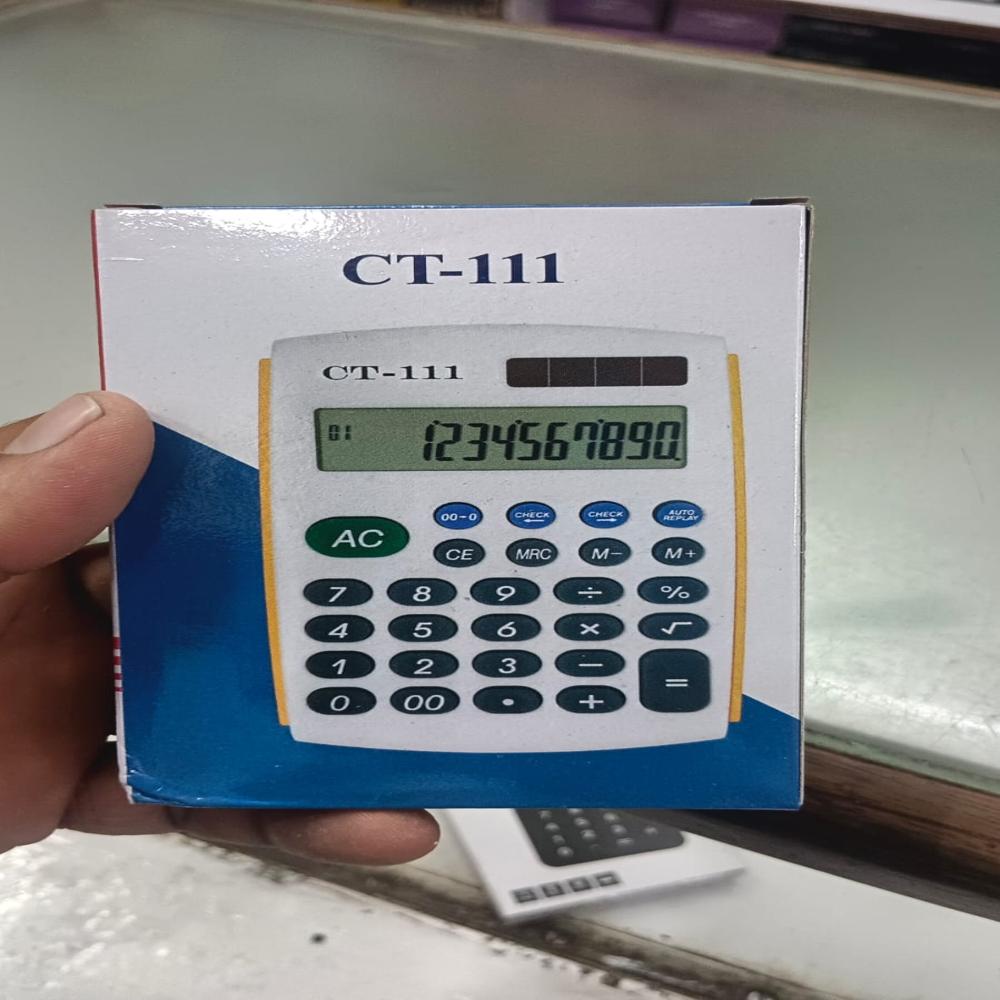 CT-111
CT-111
01 1234567890.
00→0 CHECK ← CHECK → AUTO REPLAY
AC CE MRC M− M+
7 8 9 ÷ %
4 5 6 × √
1 2 3 −
0 00 • + =